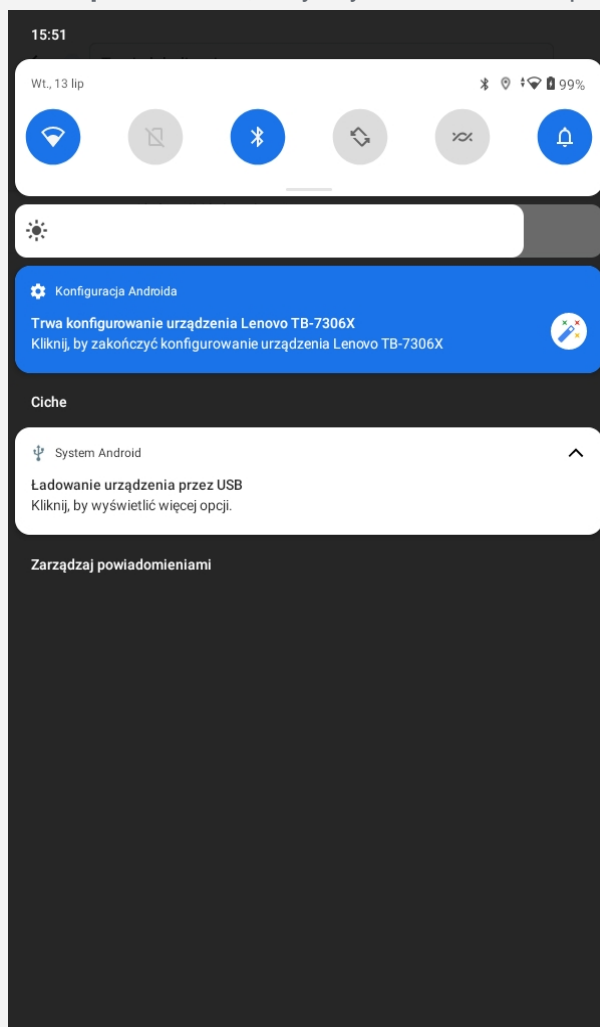 15:51
Wt., 13 lip
99%
Konfiguracja Androida
Trwa konfigurowanie urządzenia Lenovo TB-7306X
Kliknij, by zakończyć konfigurowanie urządzenia Lenovo TB-7306X
Ciche
System Android
Ładowanie urządzenia przez USB
Kliknij, by wyświetlić więcej opcji.
Zarządzaj powiadomieniami